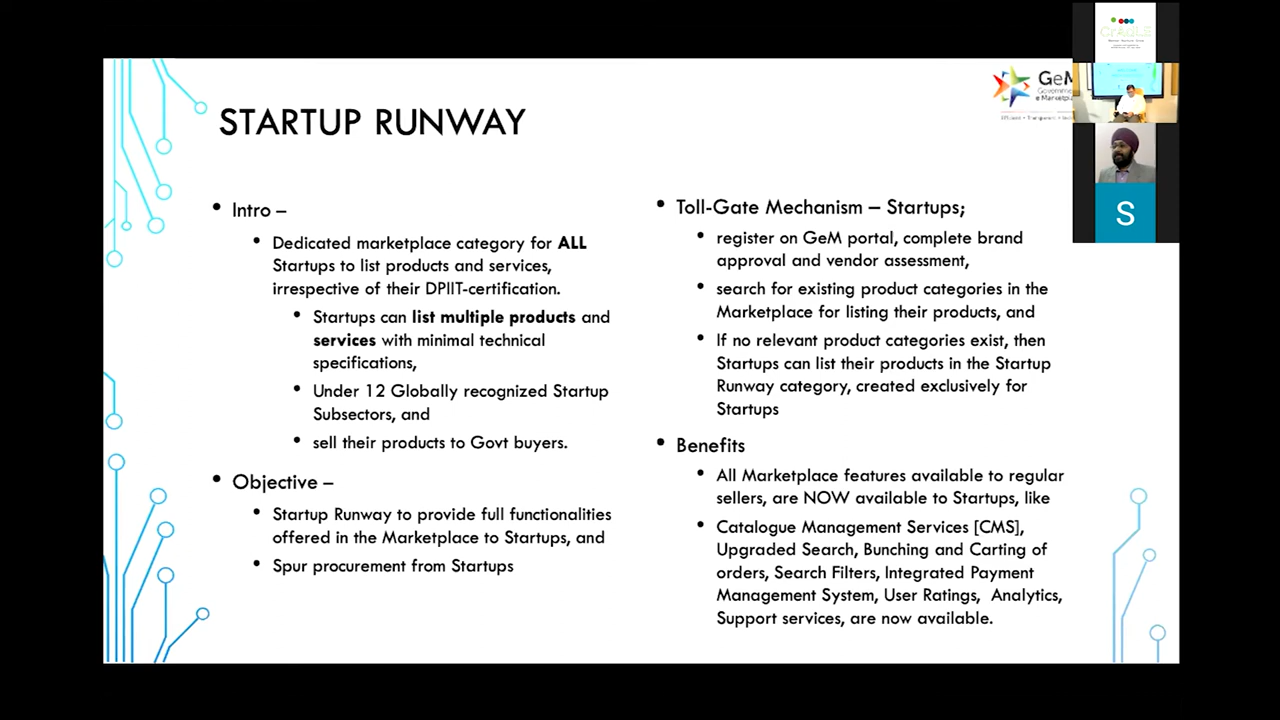 STARTUP RUNWAY
• Intro –
• Dedicated marketplace category for ALL
Startups to list products and services,
irrespective of their DPIIT-certification.
• Startups can list multiple products and
services with minimal technical
specifications,
• Under 12 Globally recognized Startup
Subsectors, and
• sell their products to Govt buyers.
• Objective –
• Startup Runway to provide full functionalities
offered in the Marketplace to Startups, and
• Spur procurement from Startups
• Toll-Gate Mechanism – Startups;
• register on GeM portal, complete brand
approval and vendor assessment,
• search for existing product categories in the
Marketplace for listing their products, and
• If no relevant product categories exist, then
Startups can list their products in the Startup
Runway category, created exclusively for
Startups
• Benefits
• All Marketplace features available to regular
sellers, are NOW available to Startups, like
• Catalogue Management Services [CMS],
Upgraded Search, Bunching and Carting of
orders, Search Filters, Integrated Payment
Management System, User Ratings, Analytics,
Support services, are now available.
GeM
S